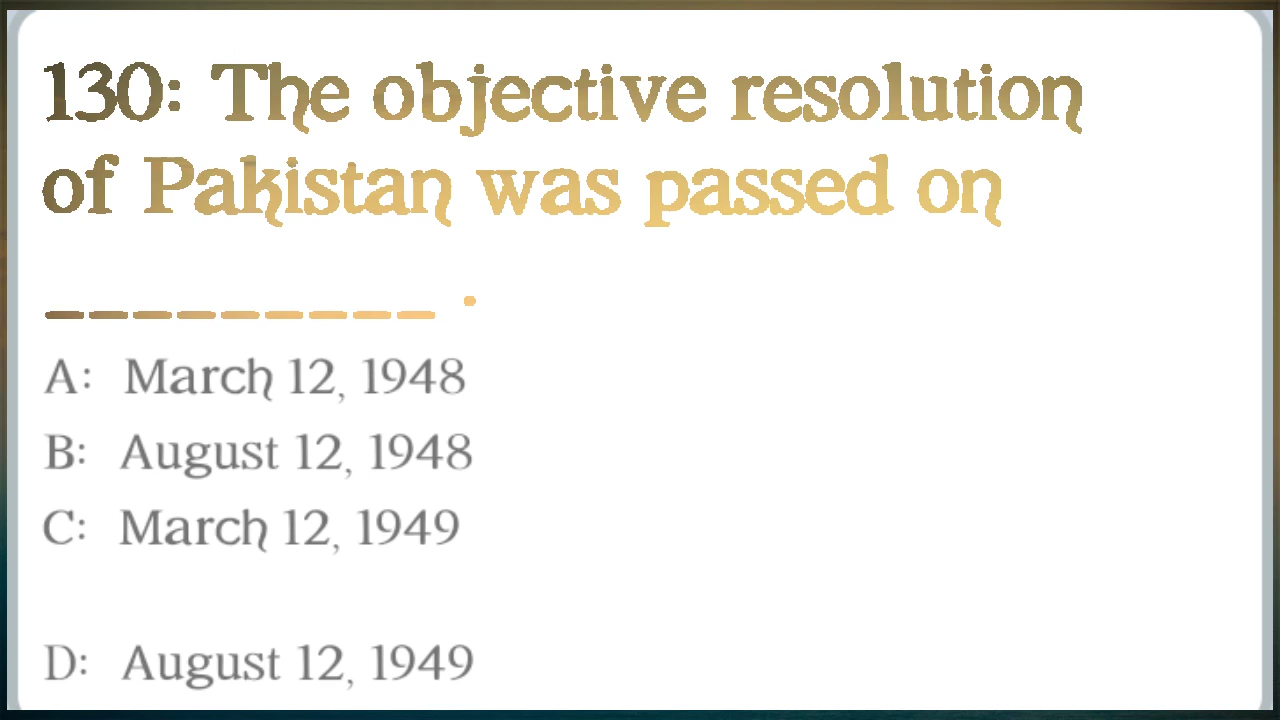 130: The objective resolution
of Pakistan was passed on
_________ .
A: March 12, 1948
B: August 12, 1948
C: March 12, 1949
D: August 12, 1949